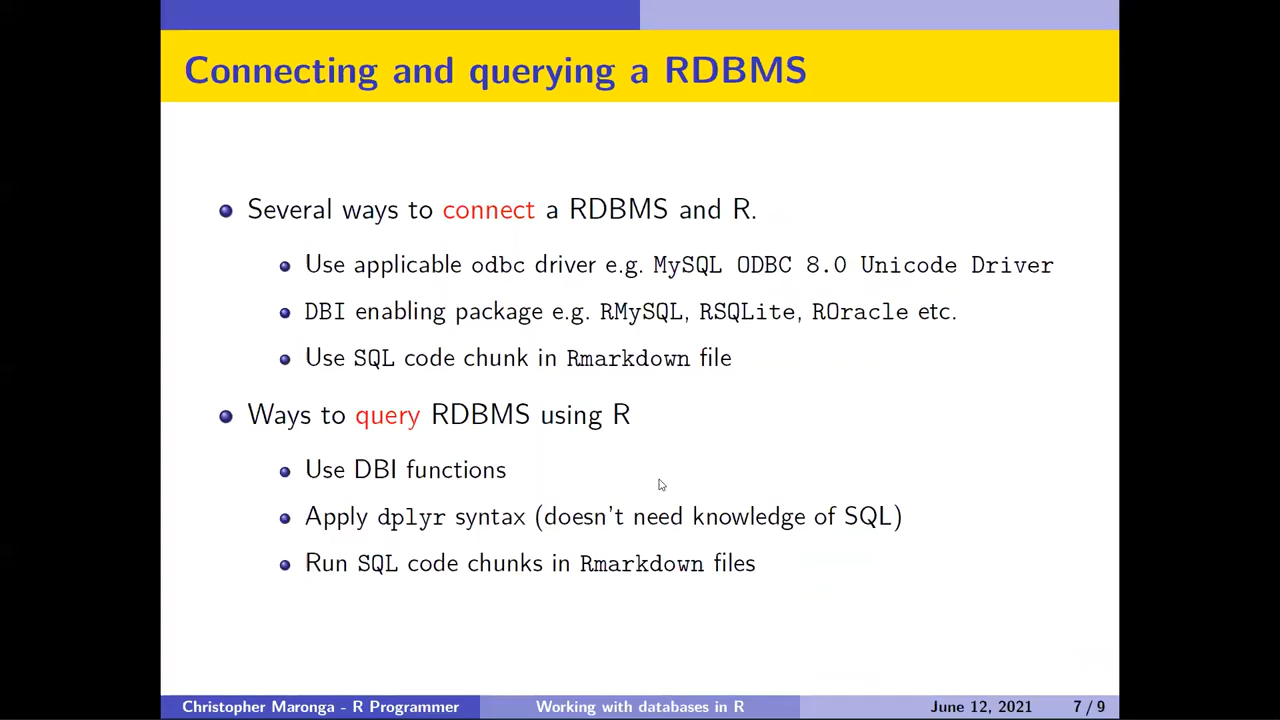 Connecting and querying a RDBMS
Several ways to connect a RDBMS and R.
Use applicable odbc driver e.g. MySQL ODBC 8.0 Unicode Driver
DBI enabling package e.g. RMySQL, RSQLite, ROracle etc.
Use SQL code chunk in Rmarkdown file
Ways to query RDBMS using R
Use DBI functions
Apply dplyr syntax (doesn't need knowledge of SQL)
Run SQL code chunks in Rmarkdown files
Christopher Maronga - R Programmer
Working with databases in R
June 12, 2021
7 / 9